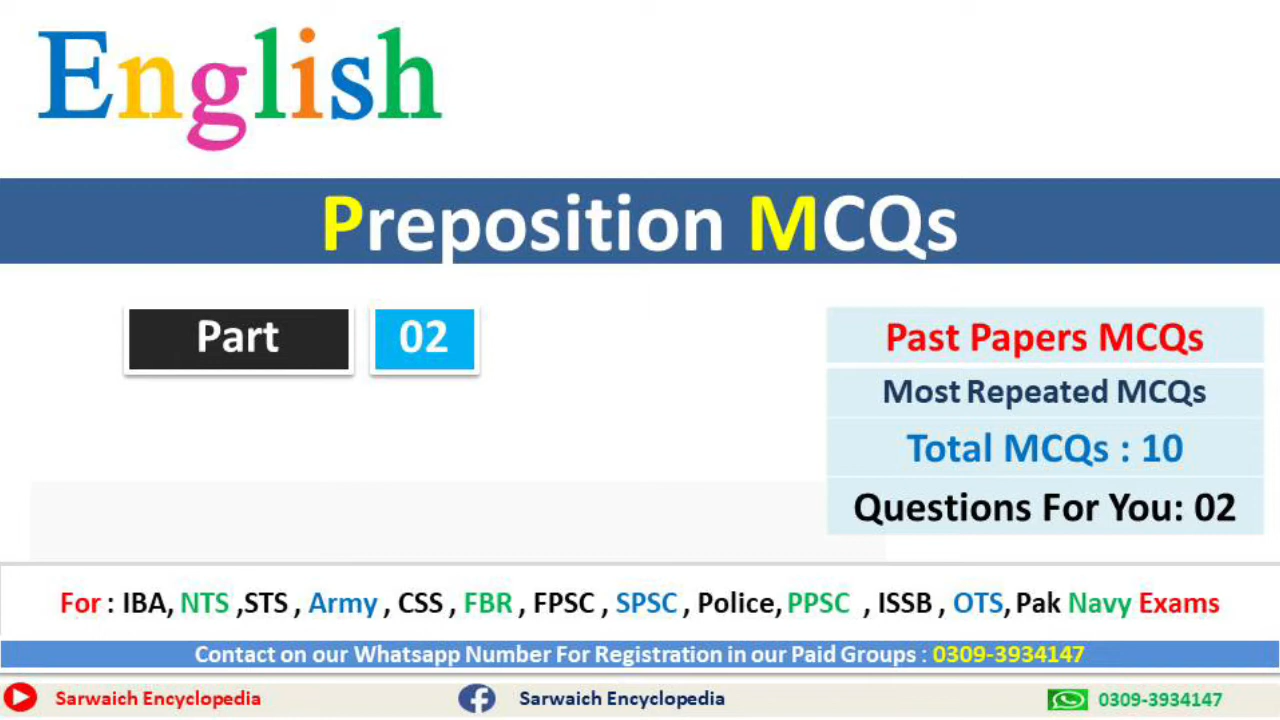 English
Preposition MCQs
Part 02
Past Papers MCQs
Most Repeated MCQs
Total MCQs : 10
Questions For You: 02
For : IBA, NTS ,STS , Army , CSS , FBR , FPSC , SPSC , Police, PPSC , ISSB , OTS, Pak Navy Exams
Contact on our Whatsapp Number For Registration in our Paid Groups : 0309-3934147
Sarwaich Encyclopedia Sarwaich Encyclopedia 0309-3934147